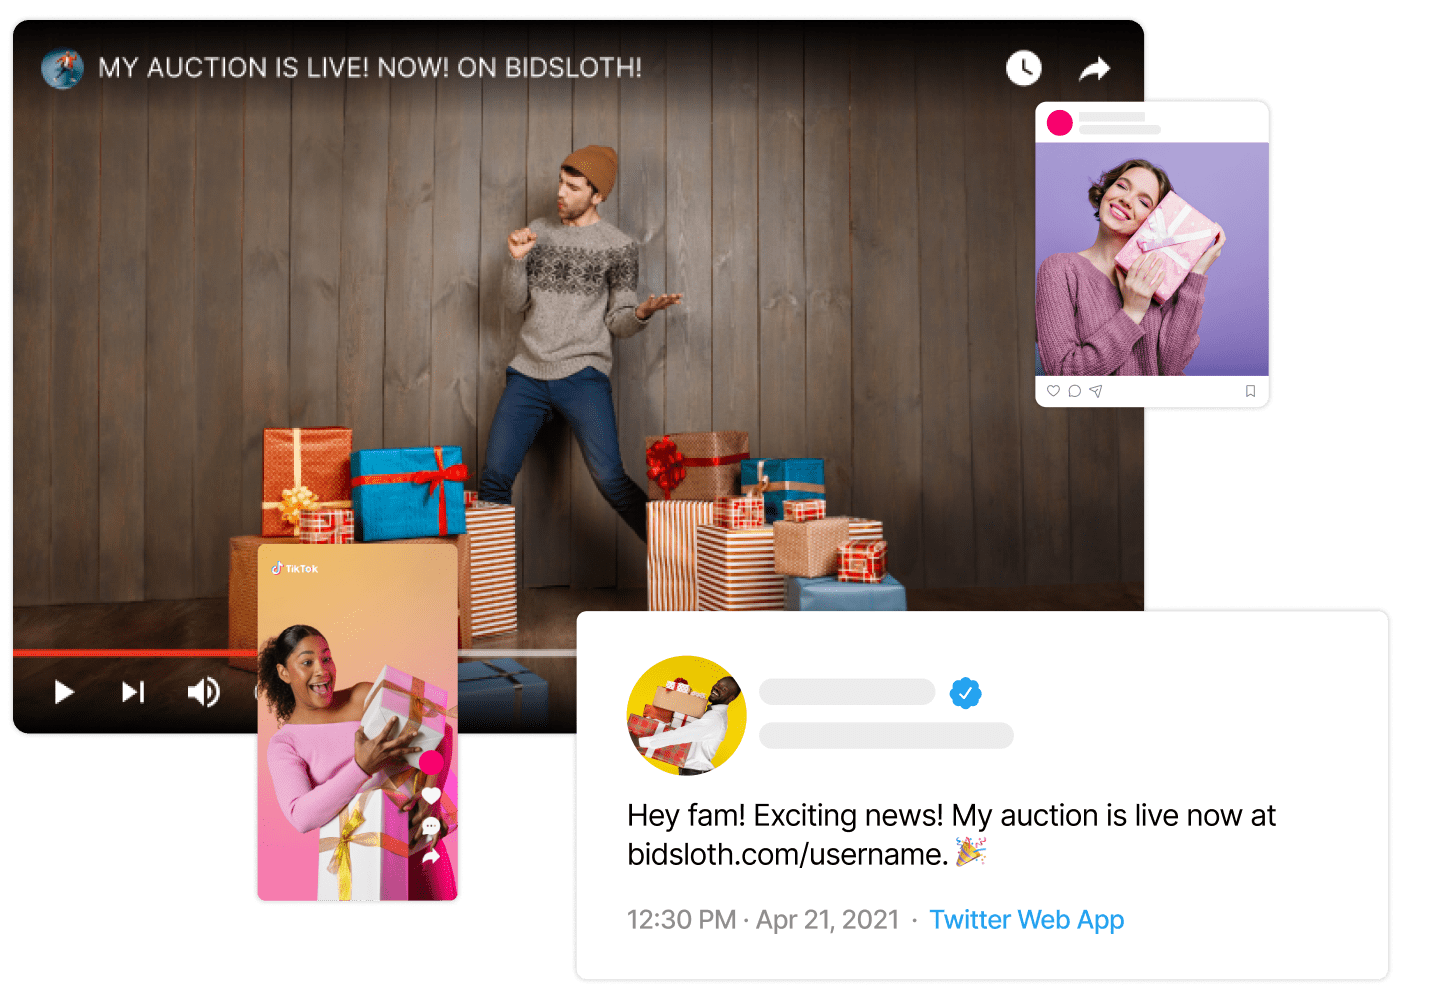 MY AUCTION IS LIVE! NOW! ON BIDSLOTH!
TikTok
Hey fam! Exciting news! My auction is live now at
bidsloth.com/username. 🎉
12:30 PM · Apr 21, 2021 · Twitter Web App